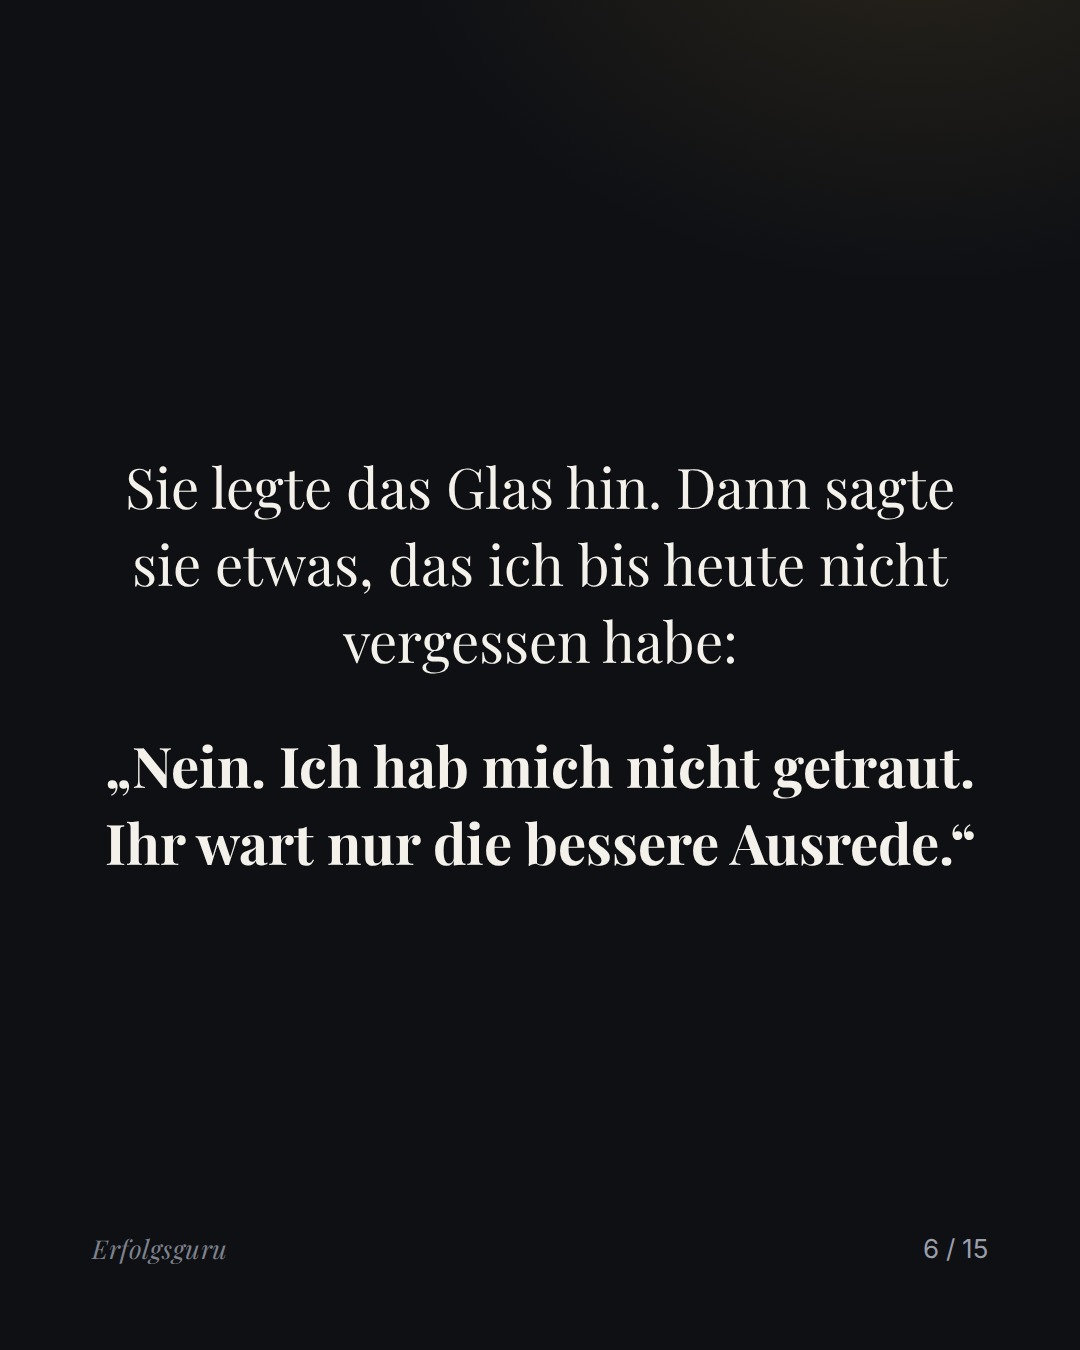 Sie legte das Glas hin. Dann sagte
sie etwas, das ich bis heute nicht
vergessen habe:
„Nein. Ich hab mich nicht getraut.
Ihr wart nur die bessere Ausrede.“
Erfolgsguru
6 / 15